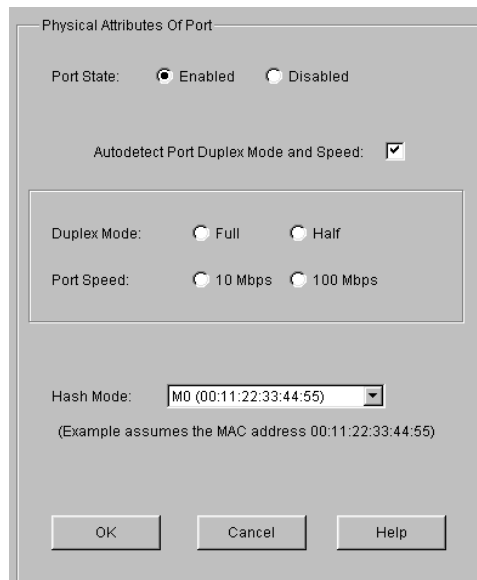 Physical Attributes Of Port
Port State: Enabled Disabled
Autodetect Port Duplex Mode and Speed:
Duplex Mode: Full Half
Port Speed: 10 Mbps 100 Mbps
Hash Mode: M0 (00:11:22:33:44:55)
(Example assumes the MAC address 00:11:22:33:44:55)
OK Cancel Help